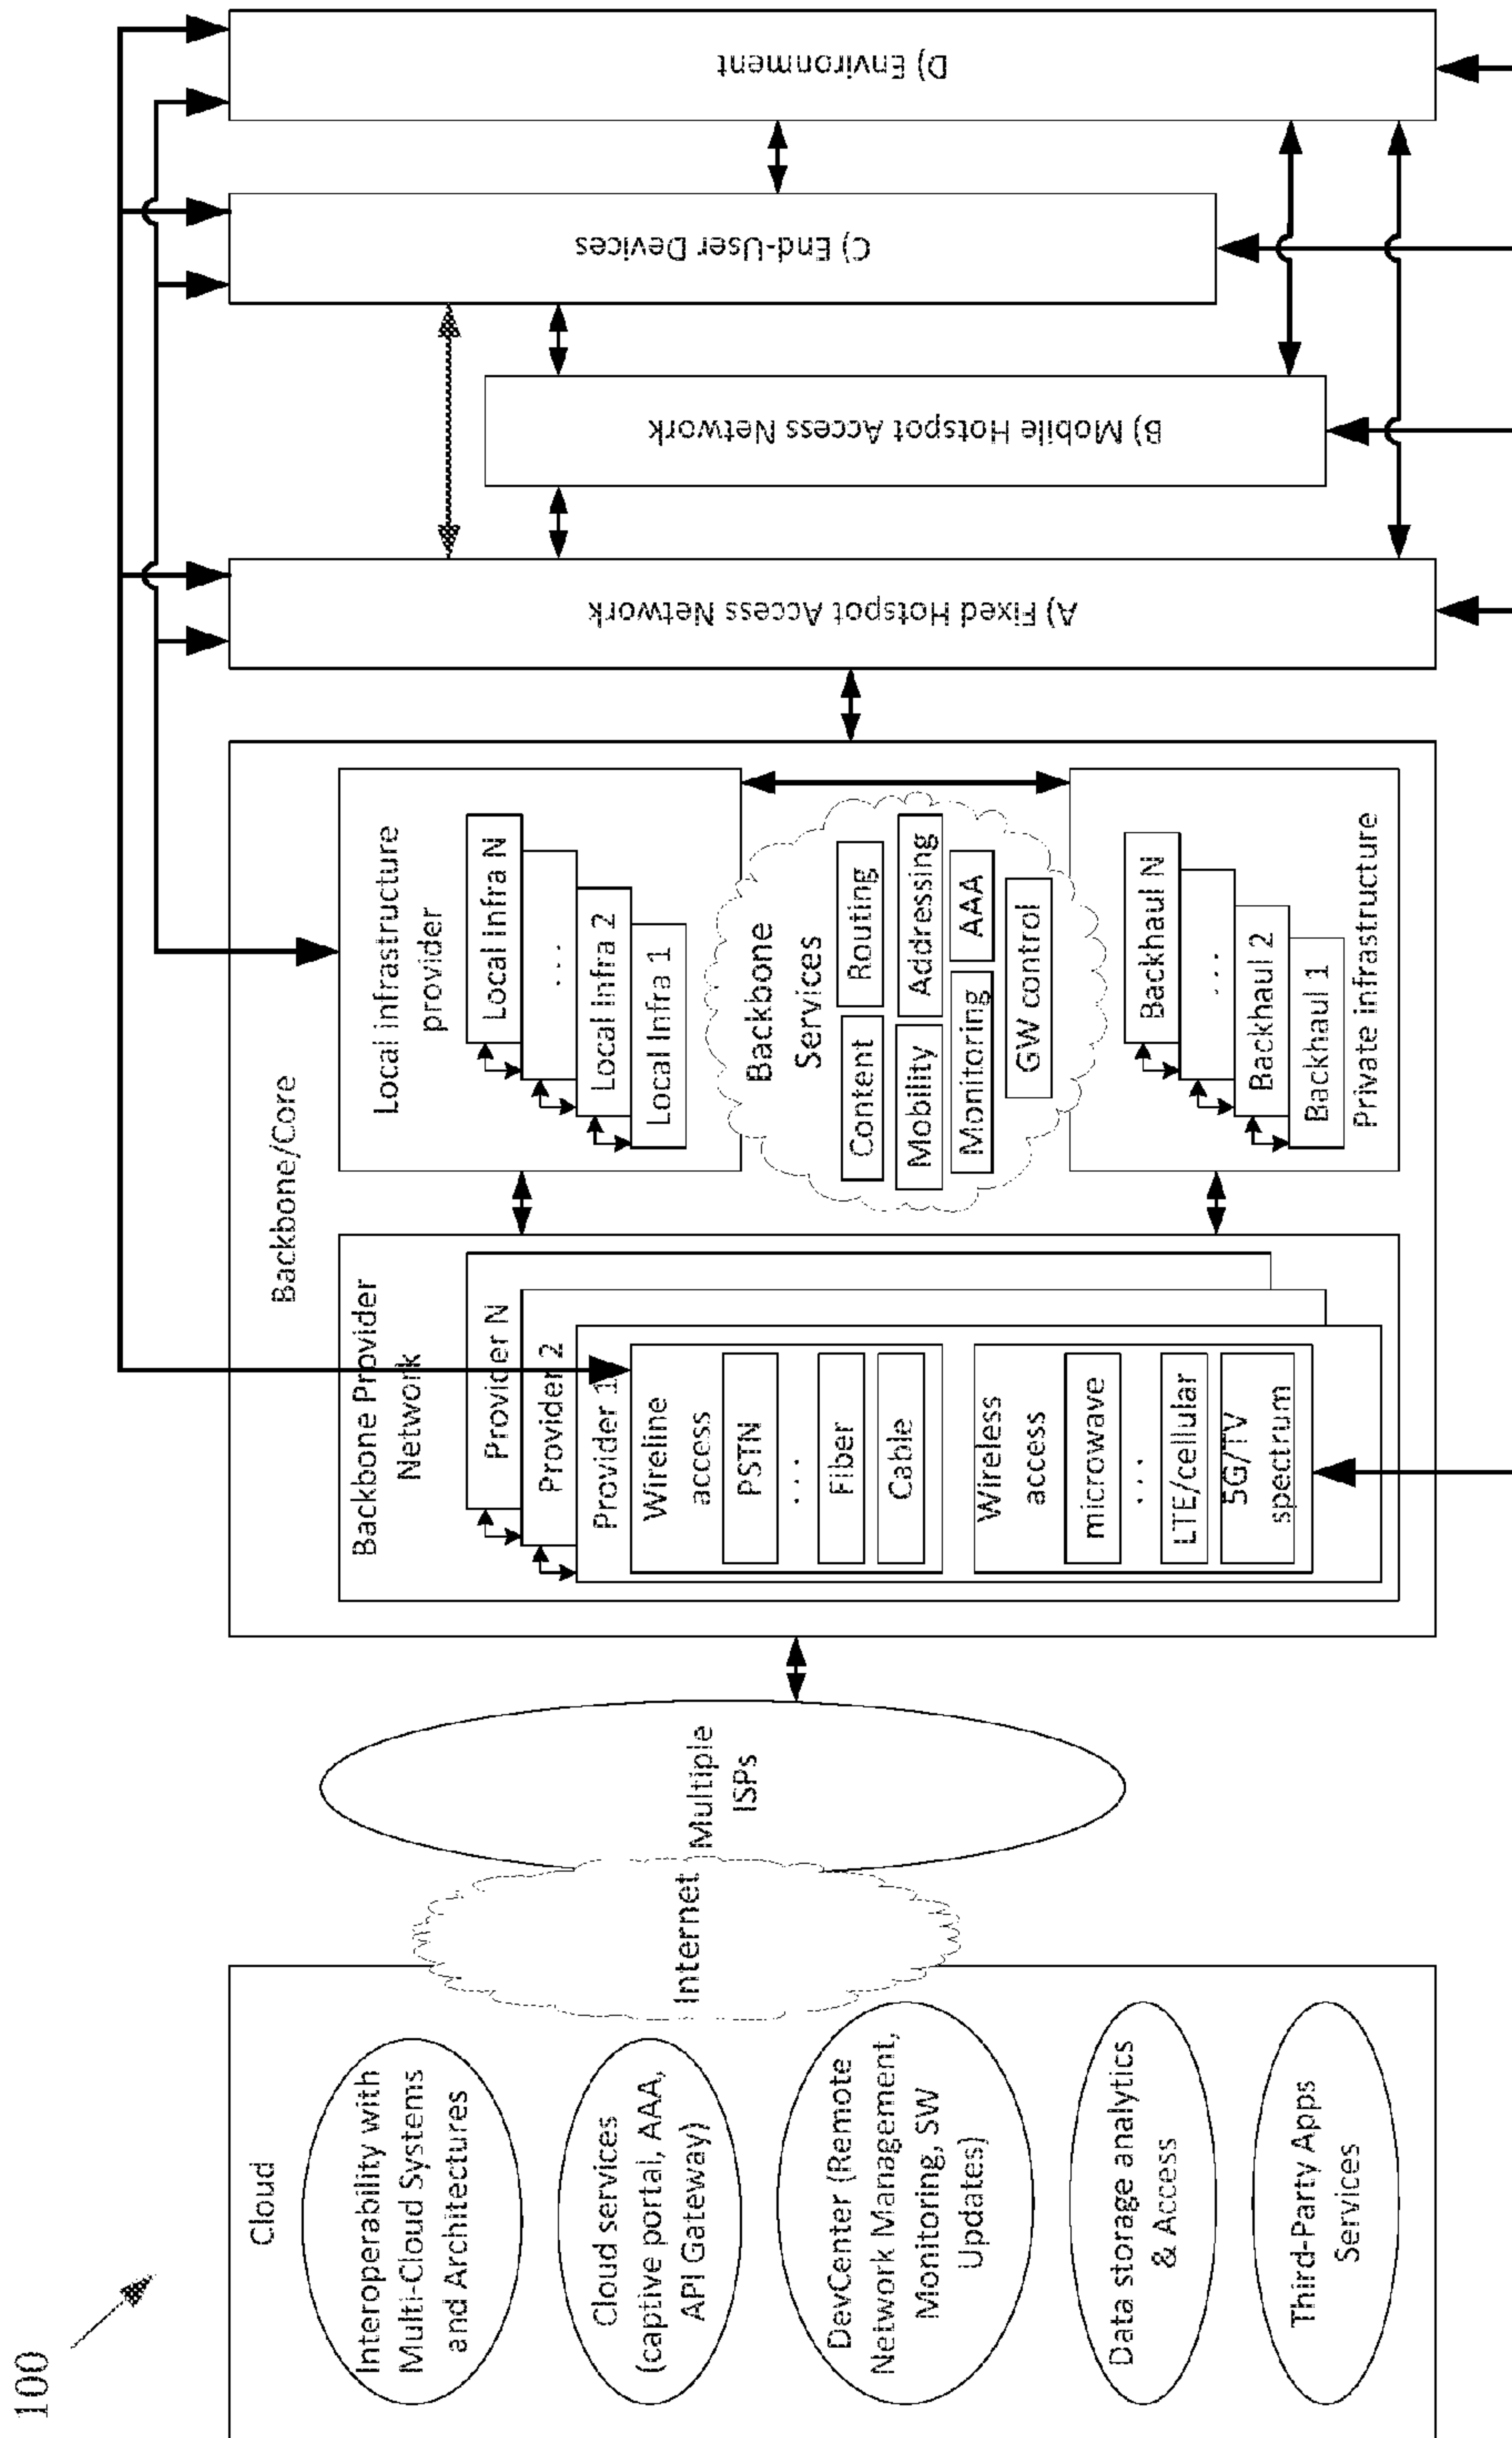 100
Cloud
Interoperability with
Multi-Cloud Systems
and Architectures
Cloud services
(captive portal, AAA,
API Gateway)
DevCenter (Remote
Network Management,
Monitoring, SW
Updates)
Data storage analytics
& Access
Third-Party Apps
Services
Internet
Multiple
ISPs
Backbone/Core
Backbone Provider
Network
Provider N
Provider 2
Provider 1
Wireline
access
PSTN
...
Fiber
Cable
Wireless
access
microwave
...
LTE/cellular
5G/TV
spectrum
Local infrastructure
provider
Local infra N
...
Local infra 2
Local infra 1
Backbone
Services
Content
Routing
Mobility
Addressing
Monitoring
AAA
GW control
Backhaul N
...
Backhaul 2
Backhaul 1
Private infrastructure
A) Fixed Hotspot Access Network
B) Mobile Hotspot Access Network
C) End-User Devices
D) Environment